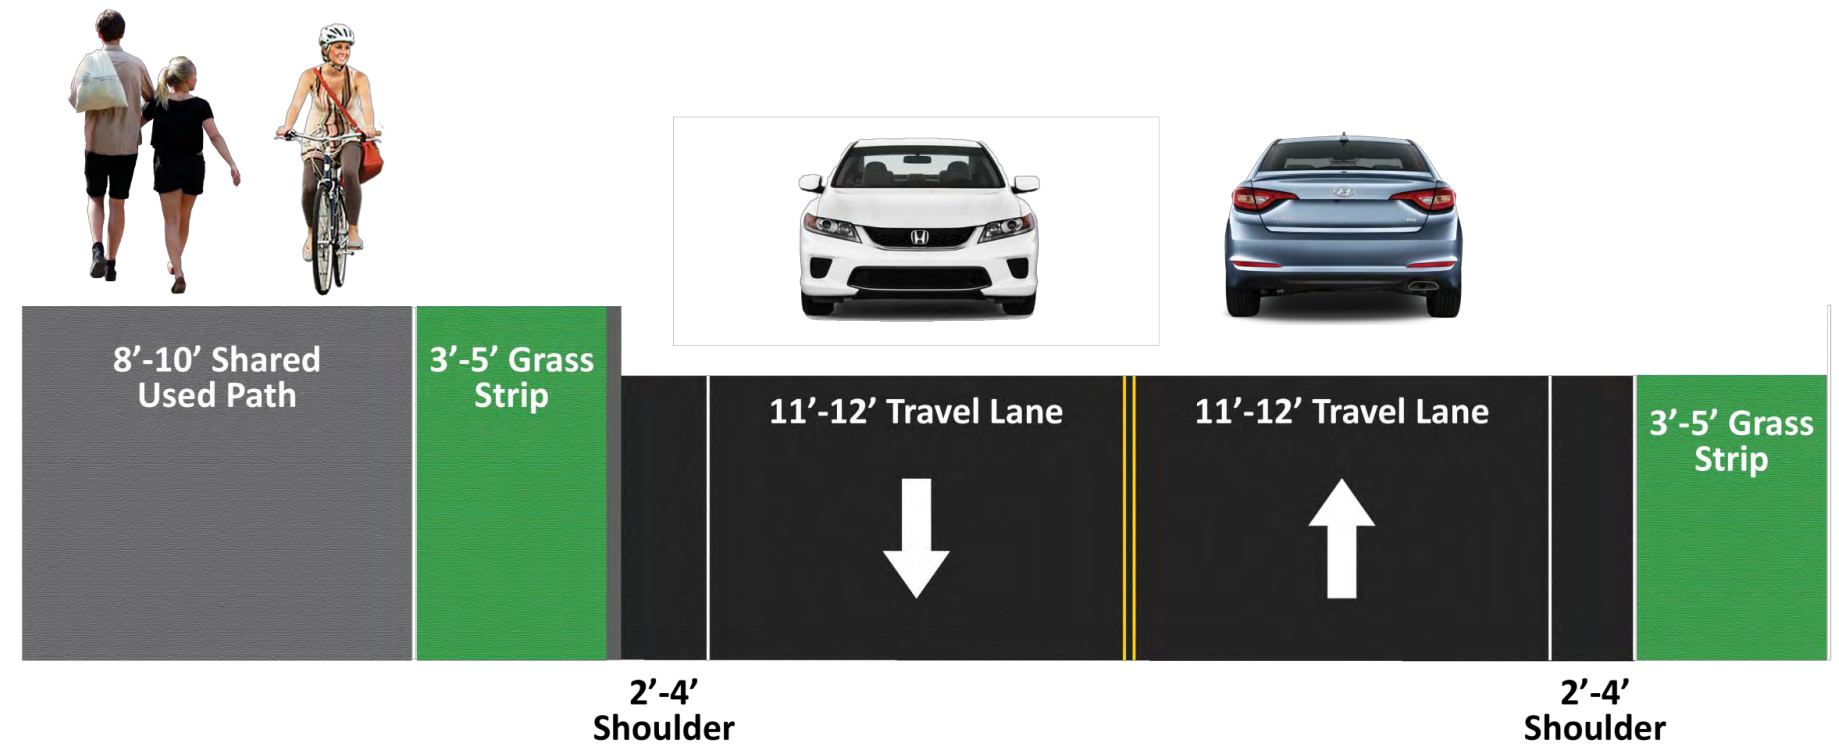 8’-10’ Shared
Used Path
3’-5’ Grass
Strip
11’-12’ Travel Lane
11’-12’ Travel Lane
3’-5’ Grass
Strip
2’-4’
Shoulder
2’-4’
Shoulder